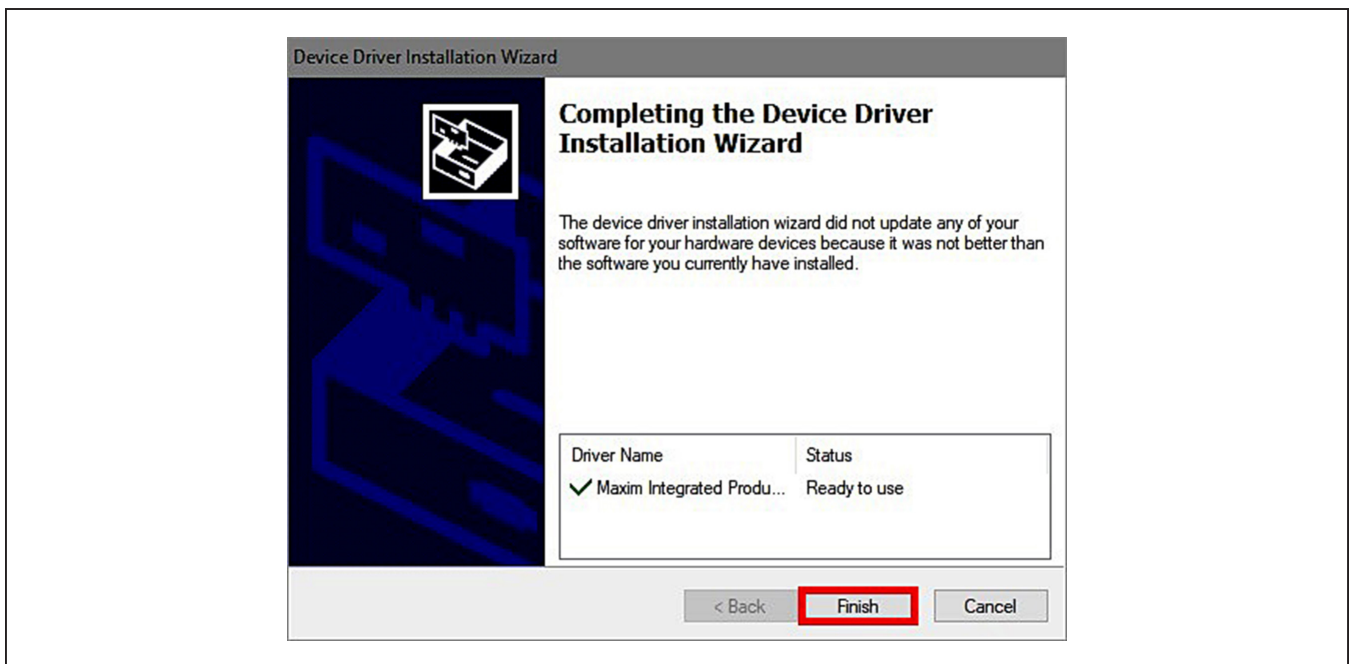 Device Driver Installation Wizard
Completing the Device Driver
Installation Wizard
The device driver installation wizard did not update any of your
software for your hardware devices because it was not better than
the software you currently have installed.
Driver Name Status
Maxim Integrated Produ... Ready to use
< Back Finish Cancel